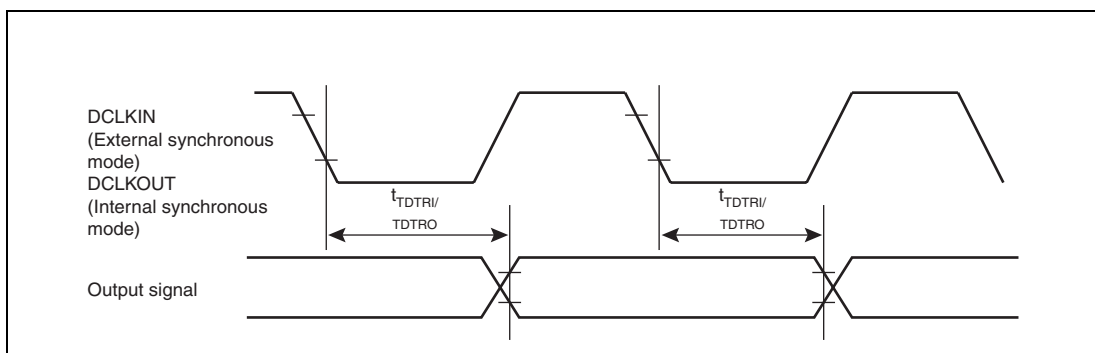 DCLKIN
(External synchronous
mode)
DCLKOUT
(Internal synchronous
mode)
tTDTRI/
TDTRO
tTDTRI/
TDTRO
Output signal